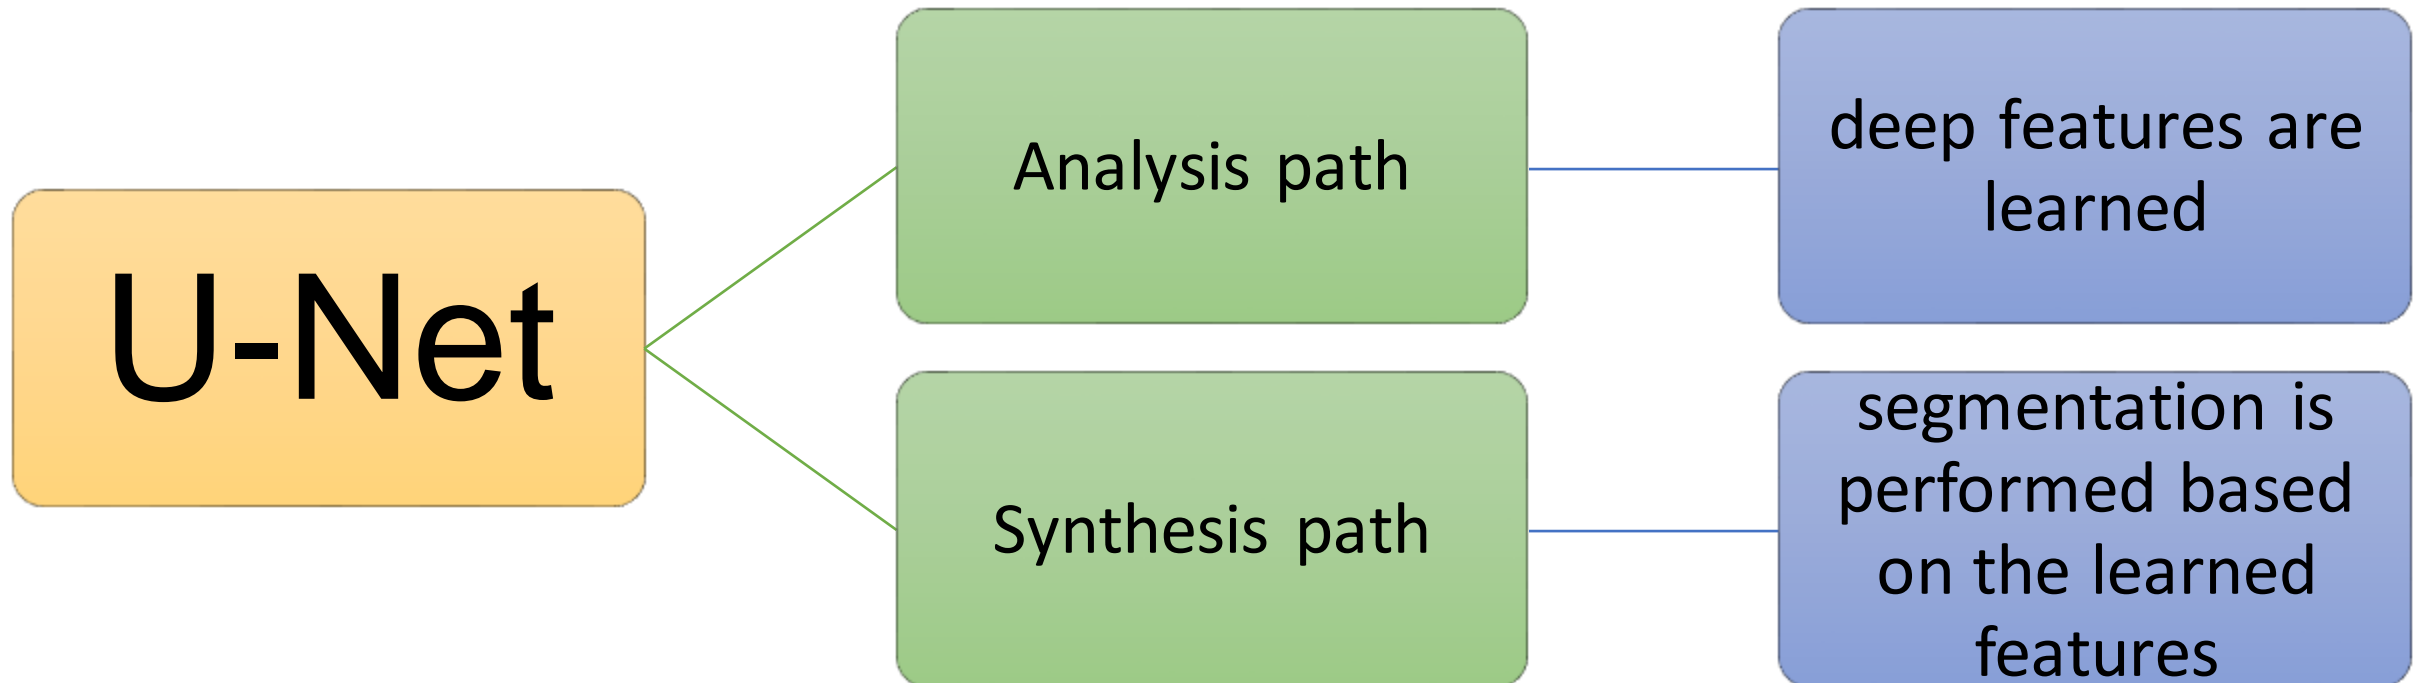 U-Net
Analysis path
deep features are
learned
Synthesis path
segmentation is
performed based
on the learned
features